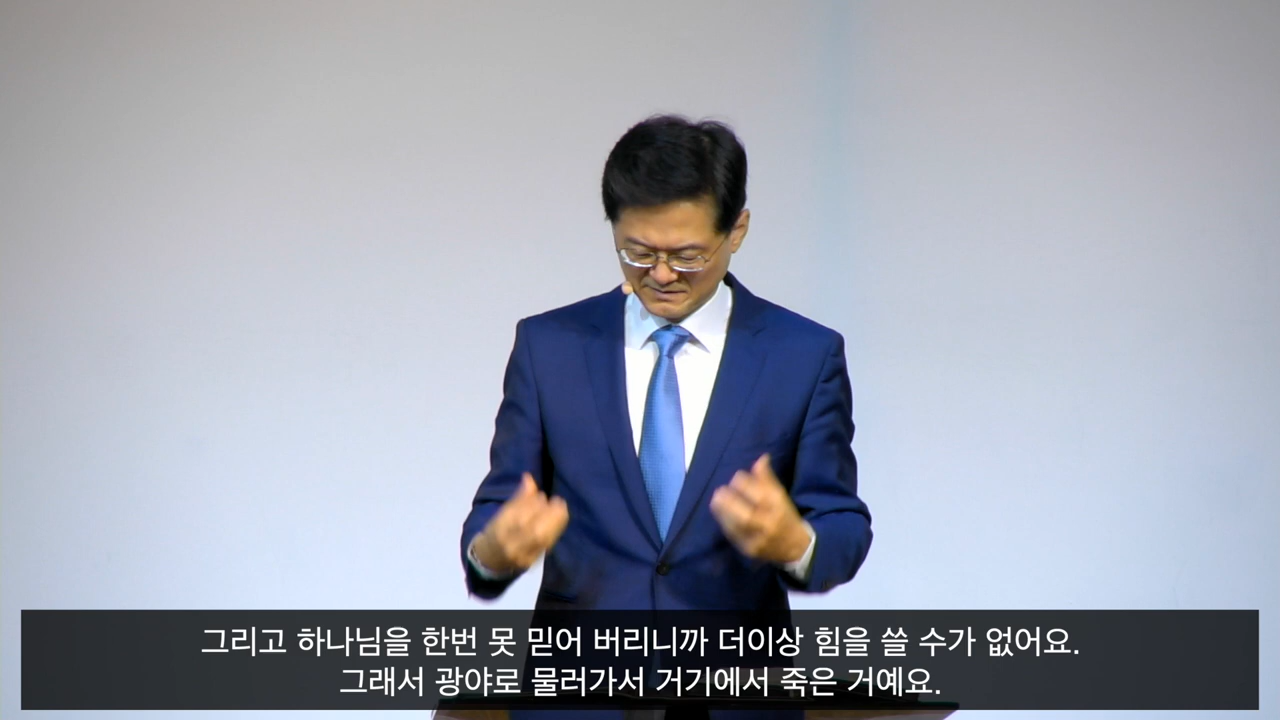 그리고 하나님을 한번 못 믿어 버리니까 더이상 힘을 쓸 수가 없어요.
그래서 광야로 물러가서 거기에서 죽은 거예요.